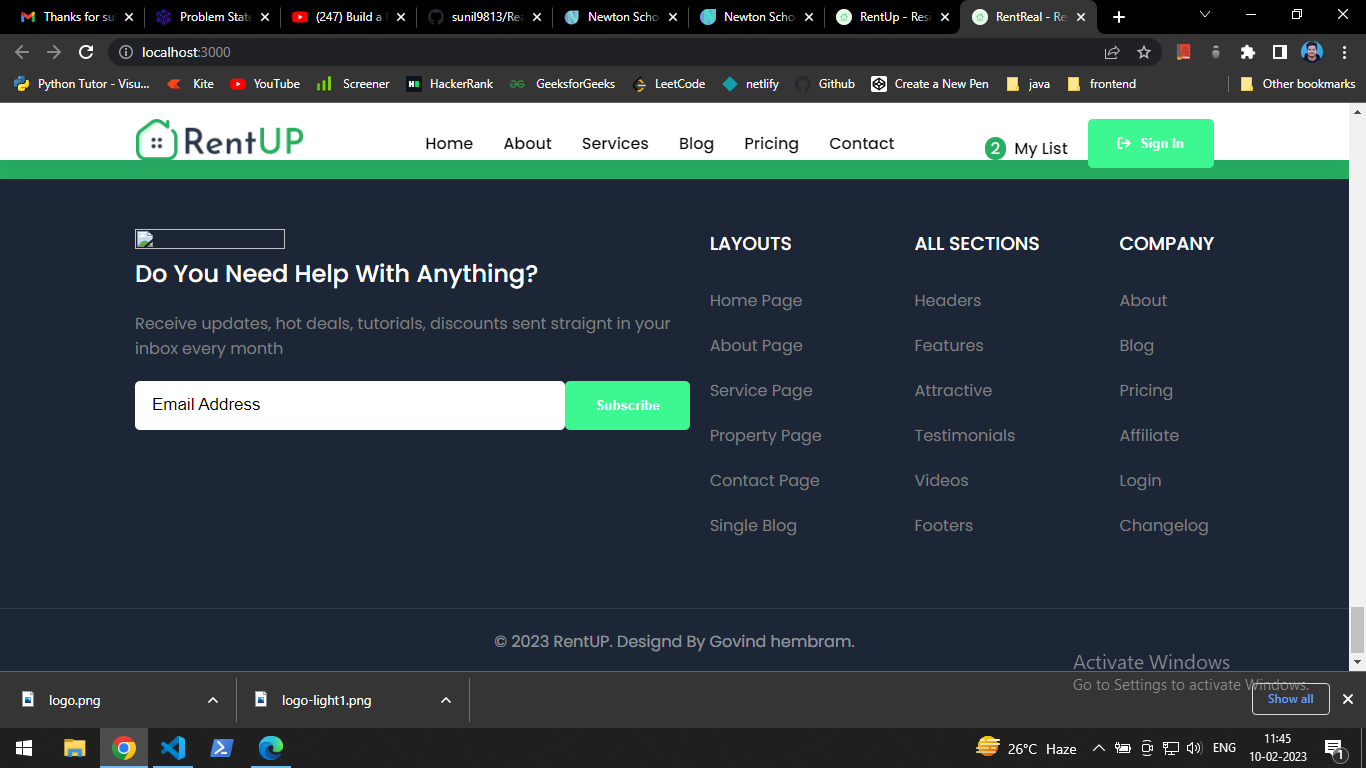 Thanks for su
Problem State
(247) Build a
sunil9813/Rea
Newton Scho
Newton Scho
RentUp - Res
RentReal - Re
localhost:3000
Python Tutor - Visu...
Kite
YouTube
Screener
HackerRank
GeeksforGeeks
LeetCode
netlify
Github
Create a New Pen
java
frontend
Other bookmarks
RentUP
Home
About
Services
Blog
Pricing
Contact
2 My List
Sign In
Do You Need Help With Anything?
Receive updates, hot deals, tutorials, discounts sent straignt in your
inbox every month
Email Address
Subscribe
LAYOUTS
Home Page
About Page
Service Page
Property Page
Contact Page
Single Blog
ALL SECTIONS
Headers
Features
Attractive
Testimonials
Videos
Footers
COMPANY
About
Blog
Pricing
Affiliate
Login
Changelog
© 2023 RentUP. Designd By Govind hembram.
Activate Windows
Go to Settings to activate Windows.
logo.png
logo-light1.png
Show all
26°C Haze
ENG
11:45
10-02-2023
1